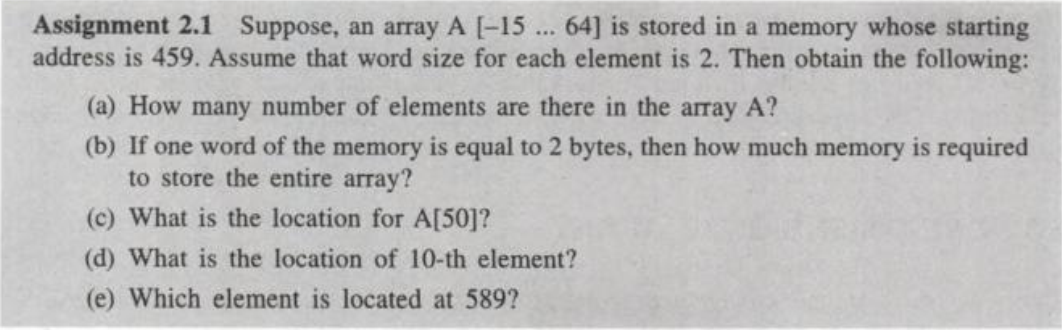 Assignment 2.1 Suppose, an array A [–15 ... 64] is stored in a memory whose starting
address is 459. Assume that word size for each element is 2. Then obtain the following:
(a) How many number of elements are there in the array A?
(b) If one word of the memory is equal to 2 bytes, then how much memory is required
to store the entire array?
(c) What is the location for A[50]?
(d) What is the location of 10-th element?
(e) Which element is located at 589?